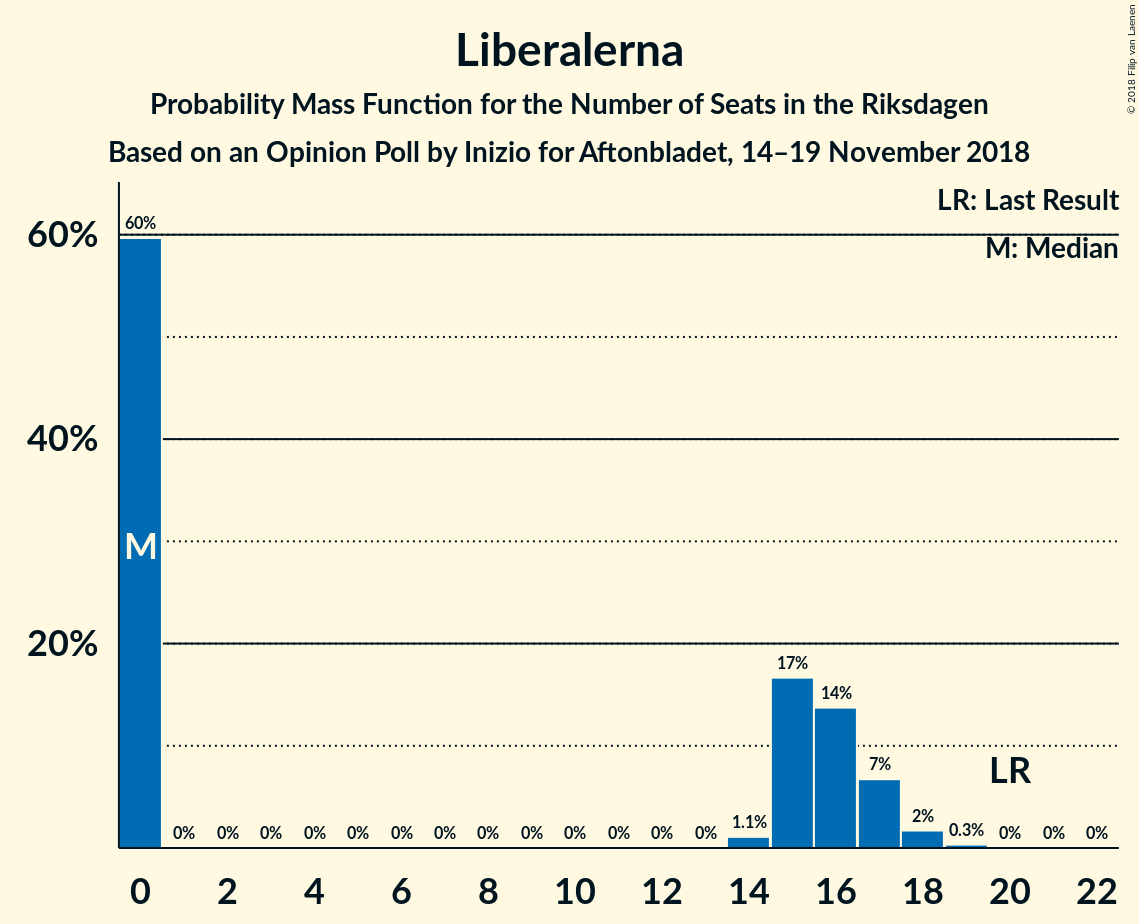 Liberalerna
Probability Mass Function for the Number of Seats in the Riksdagen
Based on an Opinion Poll by Inizio for Aftonbladet, 14–19 November 2018
© 2018 Filip van Laenen
LR: Last Result
M: Median
60%
40%
20%
60%
M
0% 0% 0% 0% 0% 0% 0% 0% 0% 0% 0% 0% 0% 1.1% 17% 14% 7% 2% 0.3% 0% 0% 0%
LR
0 2 4 6 8 10 12 14 16 18 20 22